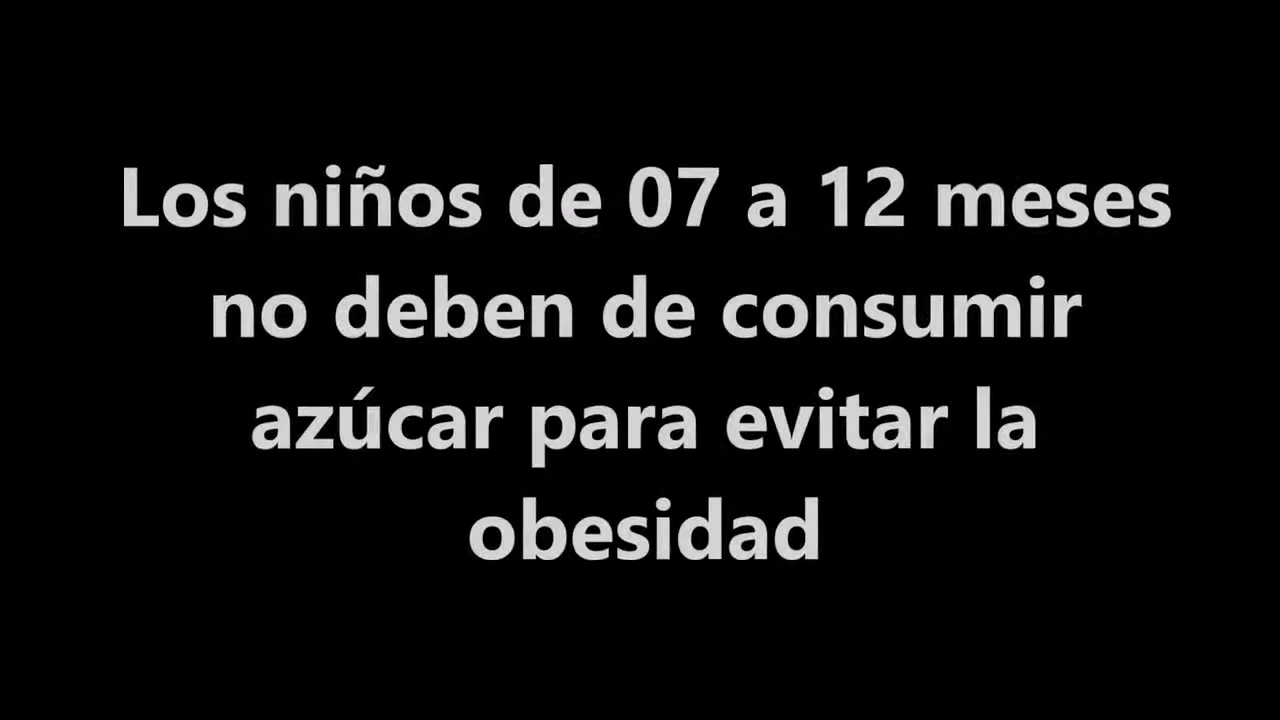 Los niños de 07 a 12 meses
no deben de consumir
azúcar para evitar la
obesidad